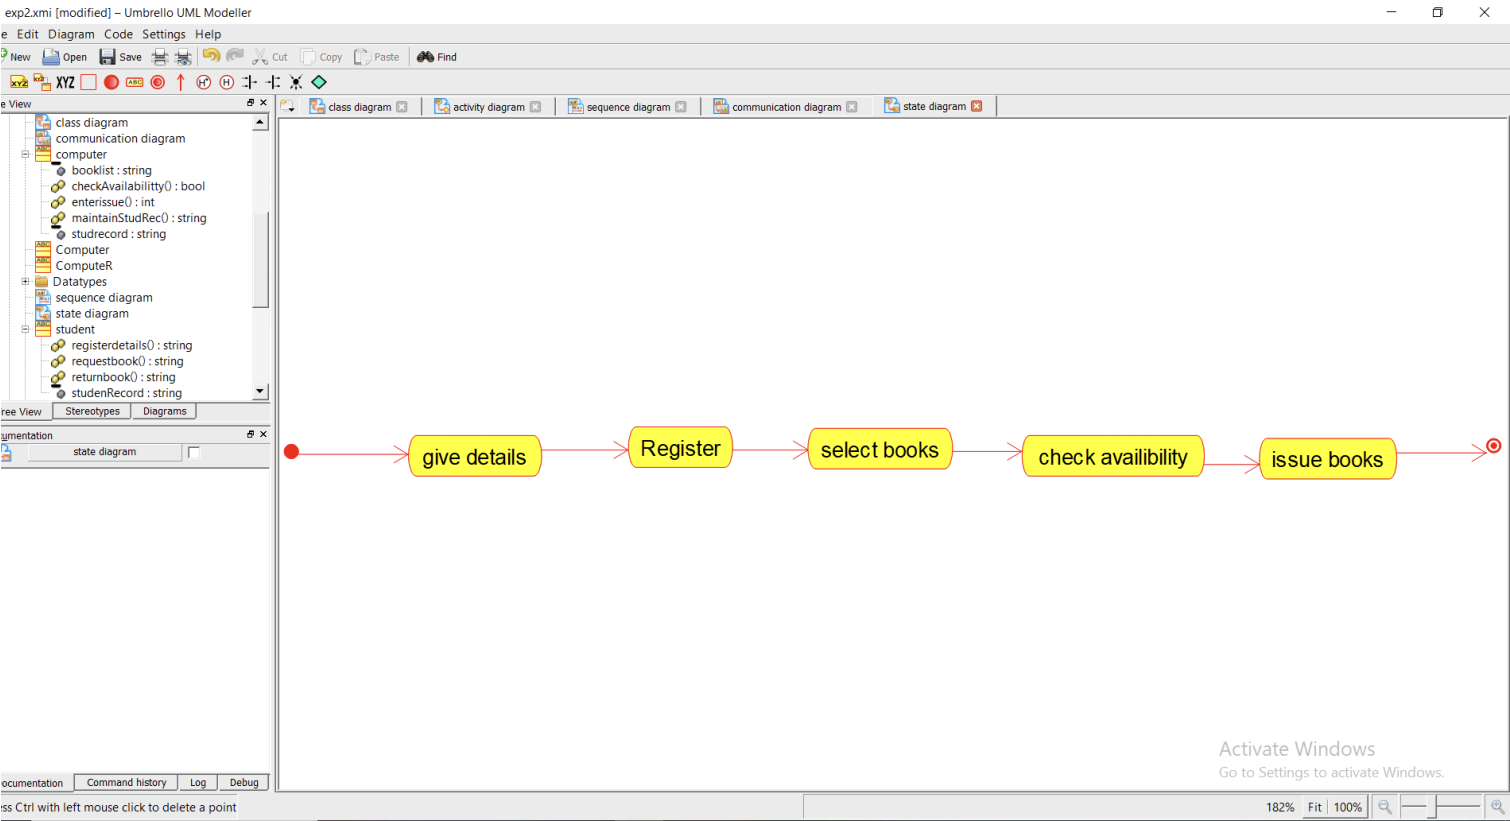 exp2.xmi [modified] – Umbrello UML Modeller
e Edit Diagram Code Settings Help
New Open Save Cut Copy Paste Find
XYZ XYZ XYZ ABC H* H
e View
class diagram activity diagram sequence diagram communication diagram state diagram
class diagram
communication diagram
computer
booklist : string
checkAvailabilitty() : bool
enterissue() : int
maintainStudRec() : string
studrecord : string
Computer
ComputeR
Datatypes
sequence diagram
state diagram
student
registerdetails() : string
requestbook() : string
returnbook() : string
studenRecord : string
ree View Stereotypes Diagrams
umentation
state diagram
give details
Register
select books
check availibility
issue books
Activate Windows
Go to Settings to activate Windows.
ocumentation Command history Log Debug
ess Ctrl with left mouse click to delete a point
182% Fit 100%